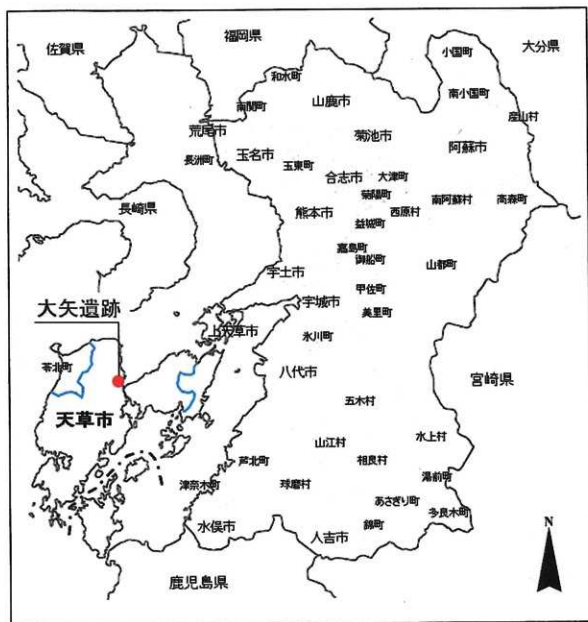 佐賀県
福岡県
大分県
小国町
和水町
南関町
山鹿市
南小国町
産山村
荒尾市
菊池市
長洲町
玉名市
玉東町
阿蘇市
合志市
大津町
菊陽町
長崎県
熊本市
西原村
南阿蘇村
高森町
益城町
嘉島町
御船町
山都町
宇土市
甲佐町
大矢遺跡
宇城市
美里町
上天草市
氷川町
苓北町
八代市
宮崎県
天草市
五木村
水上村
山江村
芦北町
相良村
湯前町
津奈木町
球磨村
あさぎり町
多良木町
水俣市
錦町
人吉市
N
鹿児島県